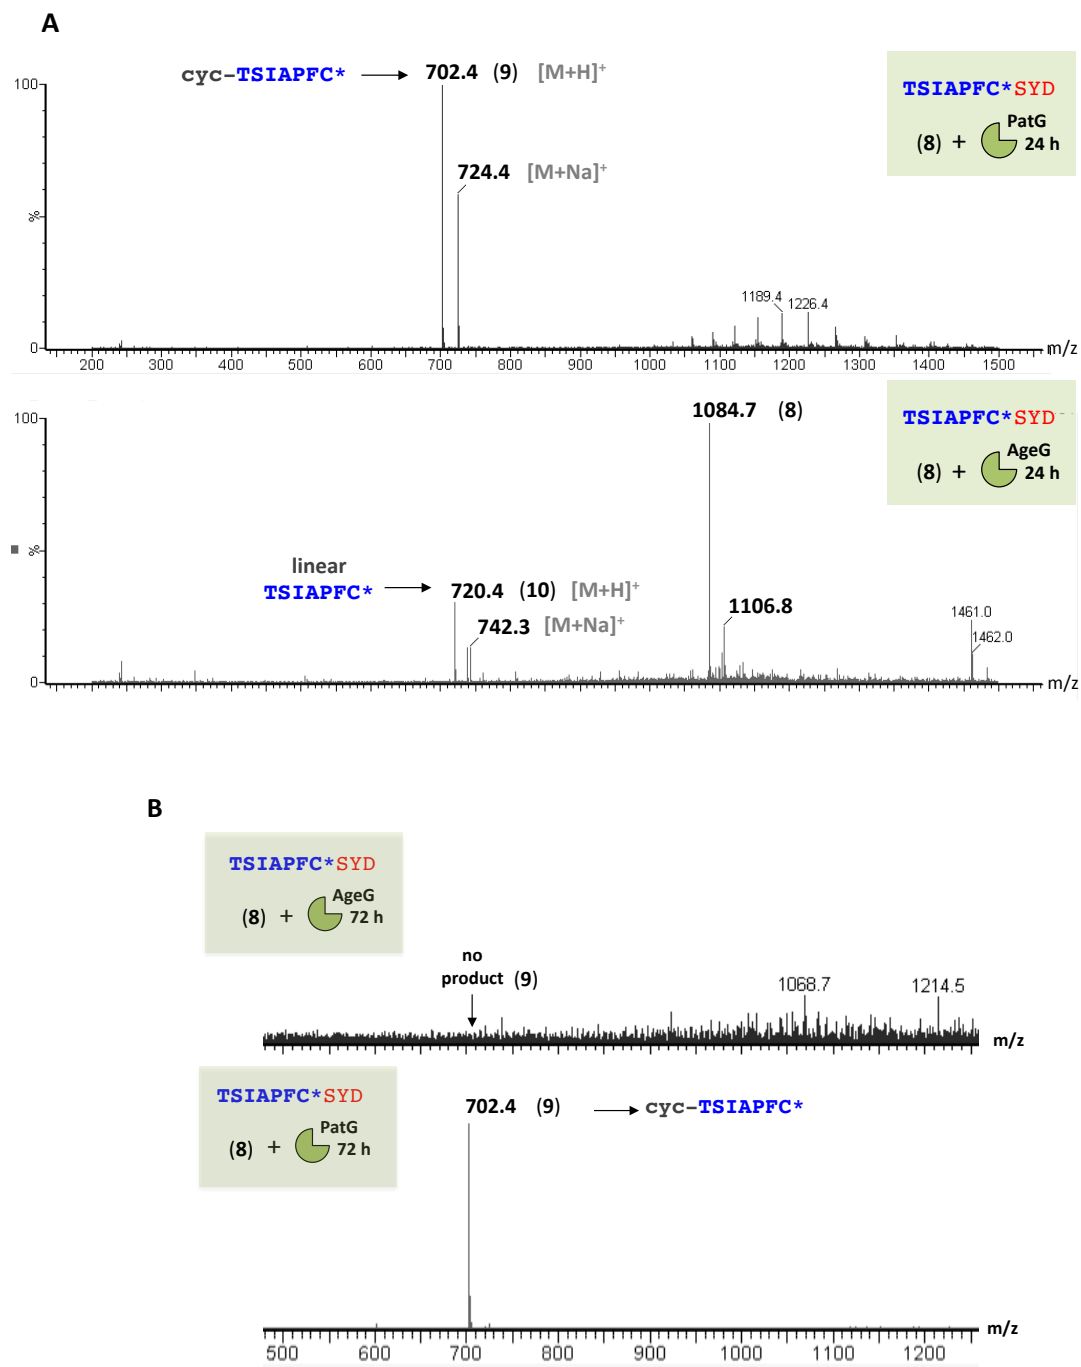 A
cyc-TSIAPFC* 702.4 (9) [M+H]+
724.4 [M+Na]+
TSIAPFC*SYD
(8) + PatG 24 h
100
%
0
1189.4 1226.4
200 300 400 500 600 700 800 900 1000 1100 1200 1300 1400 1500 m/z
1084.7 (8)
TSIAPFC*SYD
(8) + AgeG 24 h
100
%
0
linear
TSIAPFC* 720.4 (10) [M+H]+
742.3 [M+Na]+
1106.8
1461.0
1462.0
m/z
B
TSIAPFC*SYD
(8) + AgeG 72 h
no
product (9)
1068.7 1214.5
m/z
TSIAPFC*SYD
(8) + PatG 72 h
702.4 (9) cyc-TSIAPFC*
m/z
500 600 700 800 900 1000 1100 1200